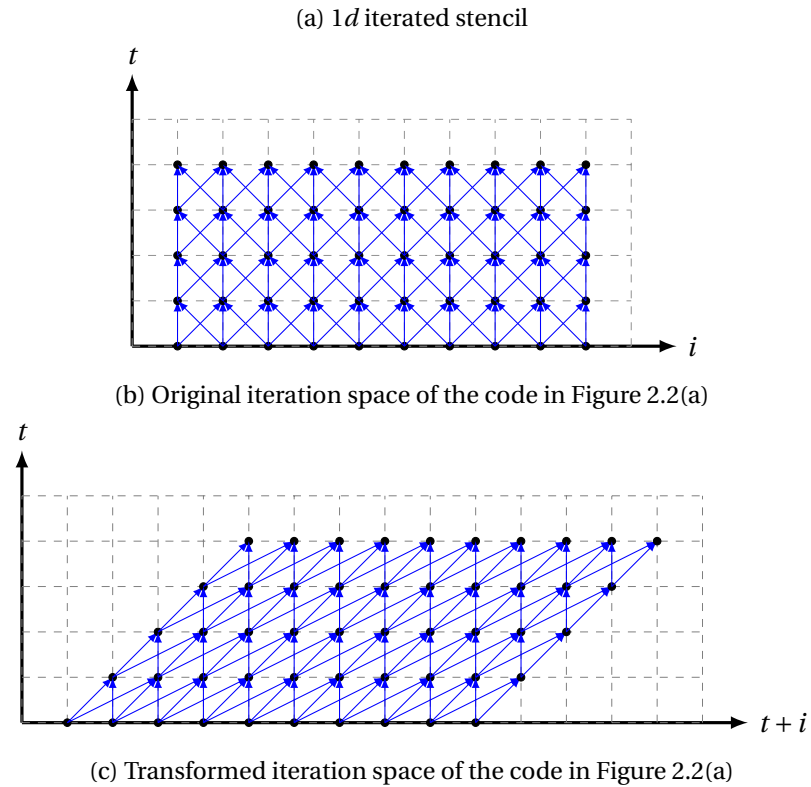 (a) 1d iterated stencil
t
i
(b) Original iteration space of the code in Figure 2.2(a)
t
t + i
(c) Transformed iteration space of the code in Figure 2.2(a)